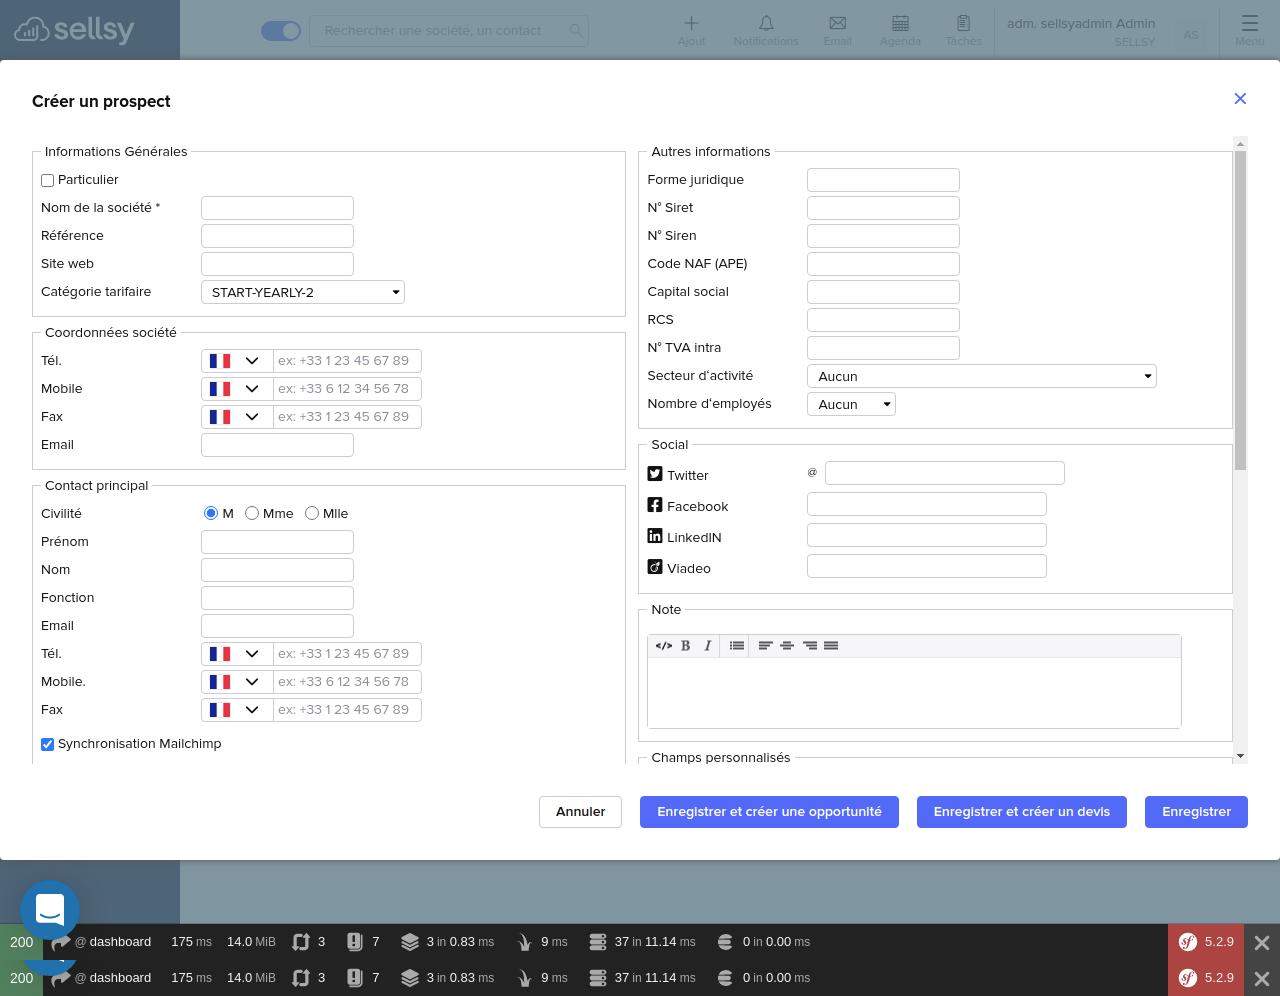 sellsy
Rechercher une société, un contact
Ajout
Notifications
Email
Agenda
Tâches
adm. sellsyadmin Admin
SELLSY
AS
Menu
Créer un prospect
Informations Générales
Particulier
Nom de la société *
Référence
Site web
Catégorie tarifaire START-YEARLY-2
Coordonnées société
Tél. ex: +33 1 23 45 67 89
Mobile ex: +33 6 12 34 56 78
Fax ex: +33 1 23 45 67 89
Email
Contact principal
Civilité M Mme Mlle
Prénom
Nom
Fonction
Email
Tél. ex: +33 1 23 45 67 89
Mobile. ex: +33 6 12 34 56 78
Fax ex: +33 1 23 45 67 89
Synchronisation Mailchimp
Autres informations
Forme juridique
N° Siret
N° Siren
Code NAF (APE)
Capital social
RCS
N° TVA intra
Secteur d'activité Aucun
Nombre d'employés Aucun
Social
Twitter @
Facebook
LinkedIN
Viadeo
Note
</> B I
Champs personnalisés
Annuler
Enregistrer et créer une opportunité
Enregistrer et créer un devis
Enregistrer
200 @ dashboard 175 ms 14.0 MiB 3 7 3 in 0.83 ms 9 ms 37 in 11.14 ms 0 in 0.00 ms sf 5.2.9
200 @ dashboard 175 ms 14.0 MiB 3 7 3 in 0.83 ms 9 ms 37 in 11.14 ms 0 in 0.00 ms sf 5.2.9